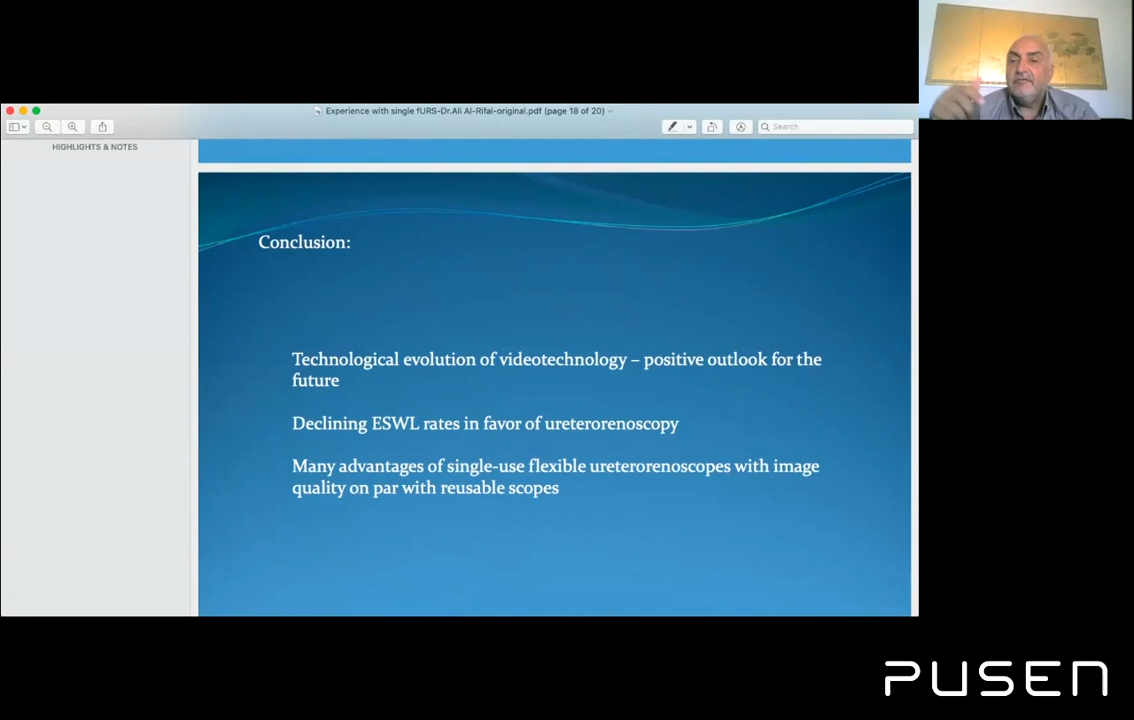 Experience with single fURS-Dr.Ali Al-Rifai-original.pdf (page 18 of 20)
Search
HIGHLIGHTS & NOTES
Conclusion:
Technological evolution of videotechnology – positive outlook for the
future
Declining ESWL rates in favor of ureterorenoscopy
Many advantages of single-use flexible ureterorenoscopes with image
quality on par with reusable scopes
PUSEN